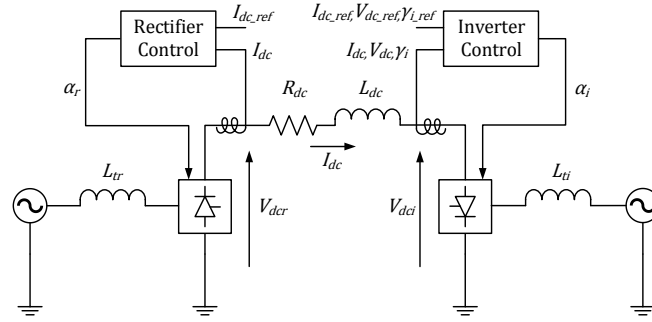 Rectifier
Control
I_dc_ref
I_dc
α_r
R_dc
L_dc
I_dc
I_dc_ref,V_dc_ref,γ_i_ref
I_dc,V_dc,γ_i
Inverter
Control
α_i
L_tr
V_dcr
V_dci
L_ti